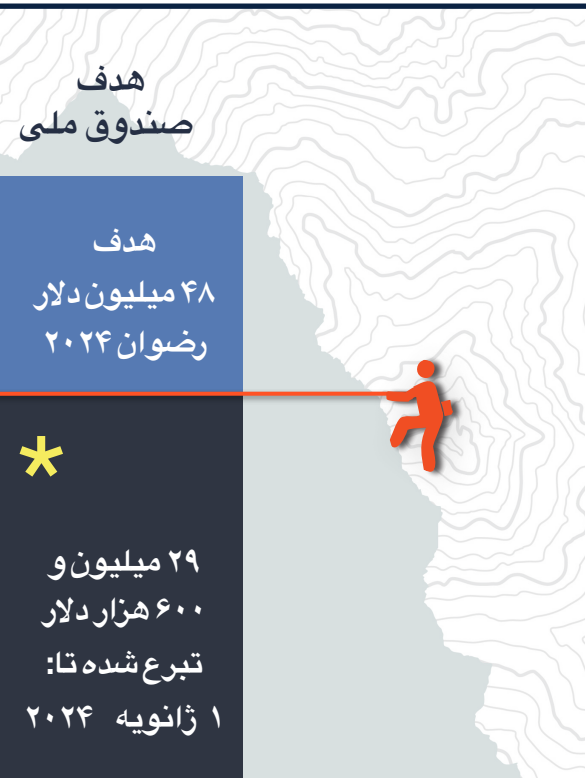 هدف
صندوق ملی
هدف
۴۸ میلیون دلار
رضوان ۲۰۲۴
*
۲۹ میلیون و
۶۰۰ هزار دلار
تبرع شده تا:
۱ ژانویه ۲۰۲۴